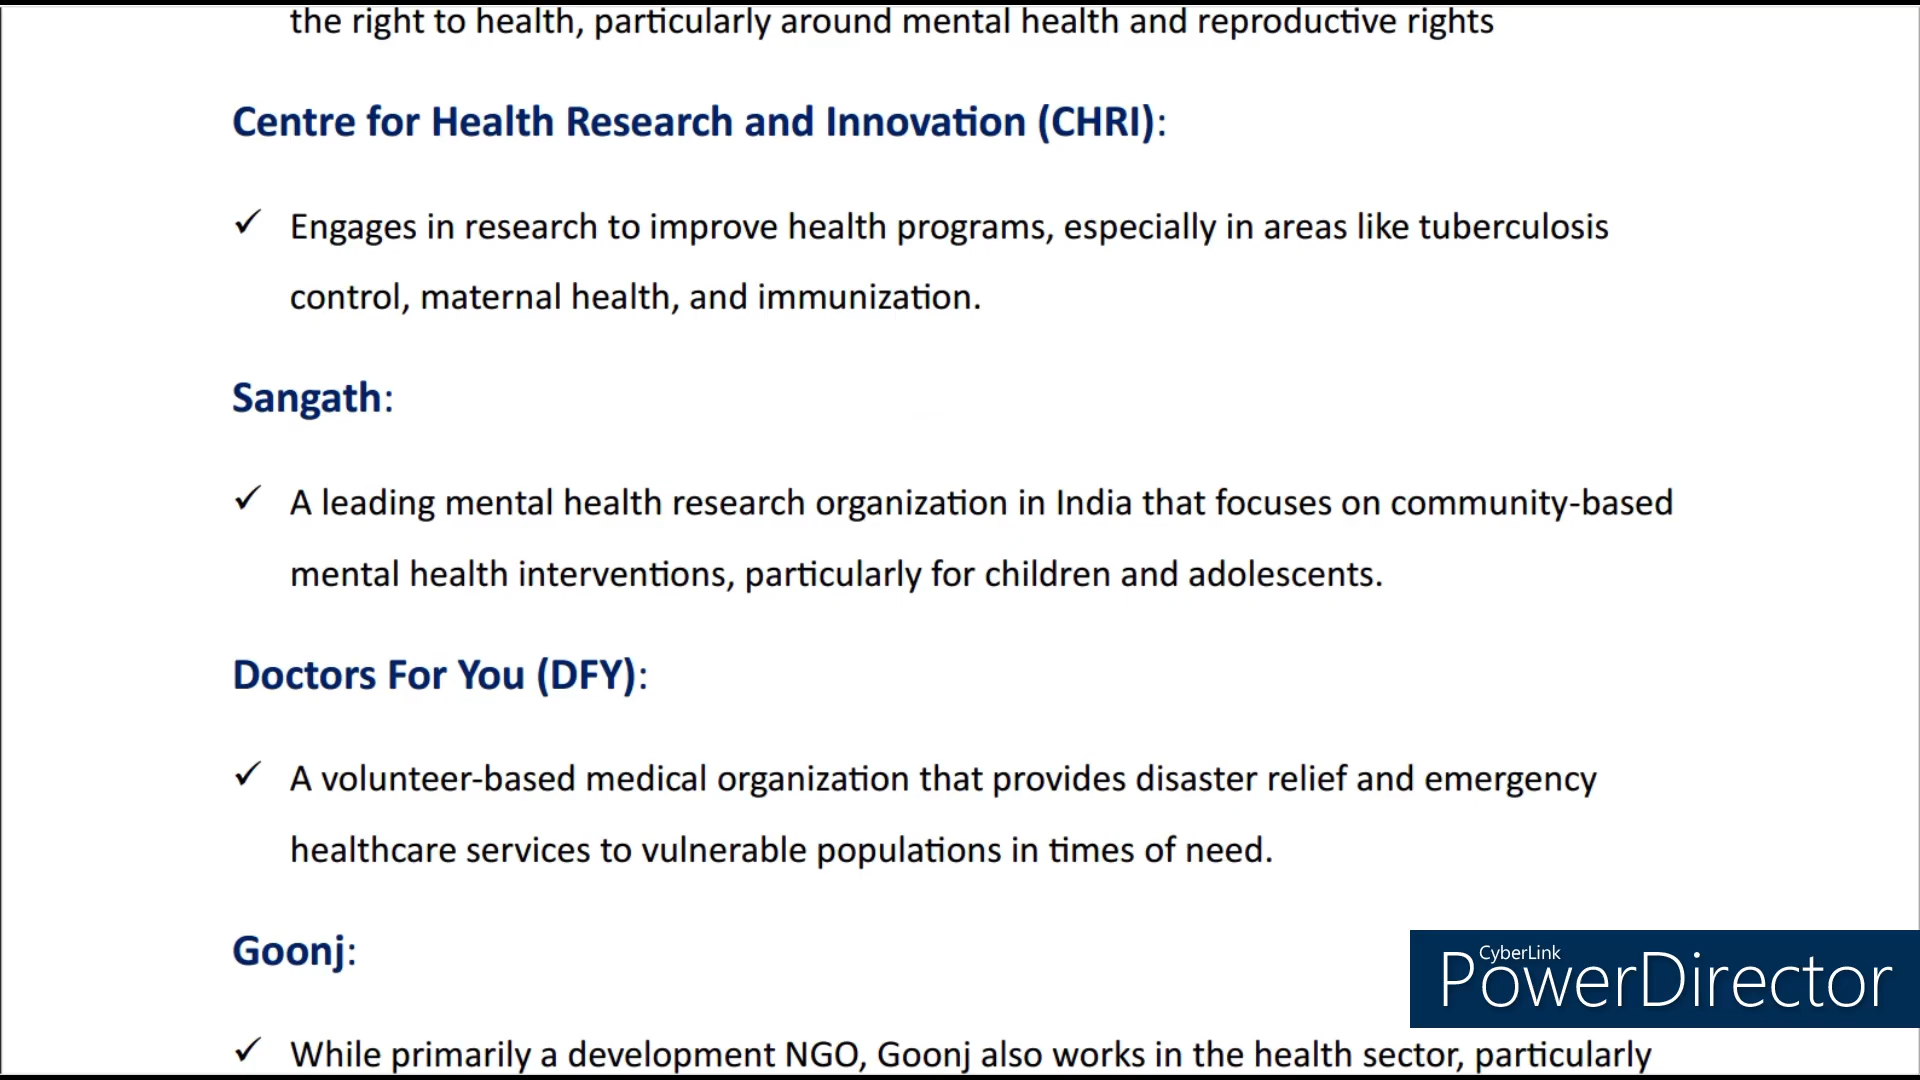 the right to health, particularly around mental health and reproductive rights
Centre for Health Research and Innovation (CHRI):
✓ Engages in research to improve health programs, especially in areas like tuberculosis
control, maternal health, and immunization.
Sangath:
✓ A leading mental health research organization in India that focuses on community-based
mental health interventions, particularly for children and adolescents.
Doctors For You (DFY):
✓ A volunteer-based medical organization that provides disaster relief and emergency
healthcare services to vulnerable populations in times of need.
Goonj:
✓ While primarily a development NGO, Goonj also works in the health sector, particularly
CyberLink
PowerDirector